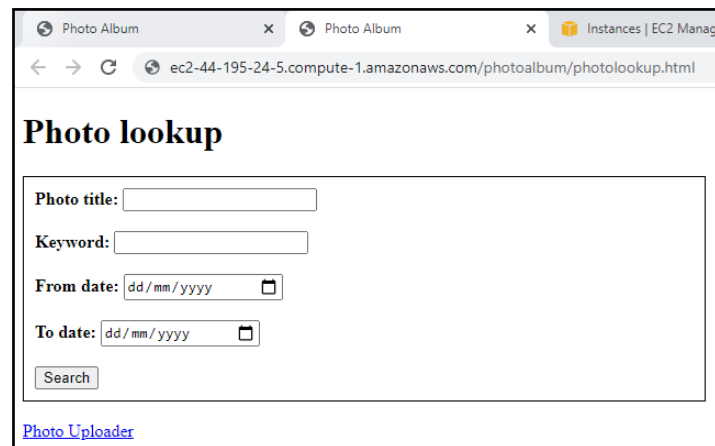 Photo Album Photo Album Instances | EC2 Manag
ec2-44-195-24-5.compute-1.amazonaws.com/photoalbum/photolookup.html
Photo lookup
Photo title:
Keyword:
From date: dd/mm/yyyy
To date: dd/mm/yyyy
Search
Photo Uploader